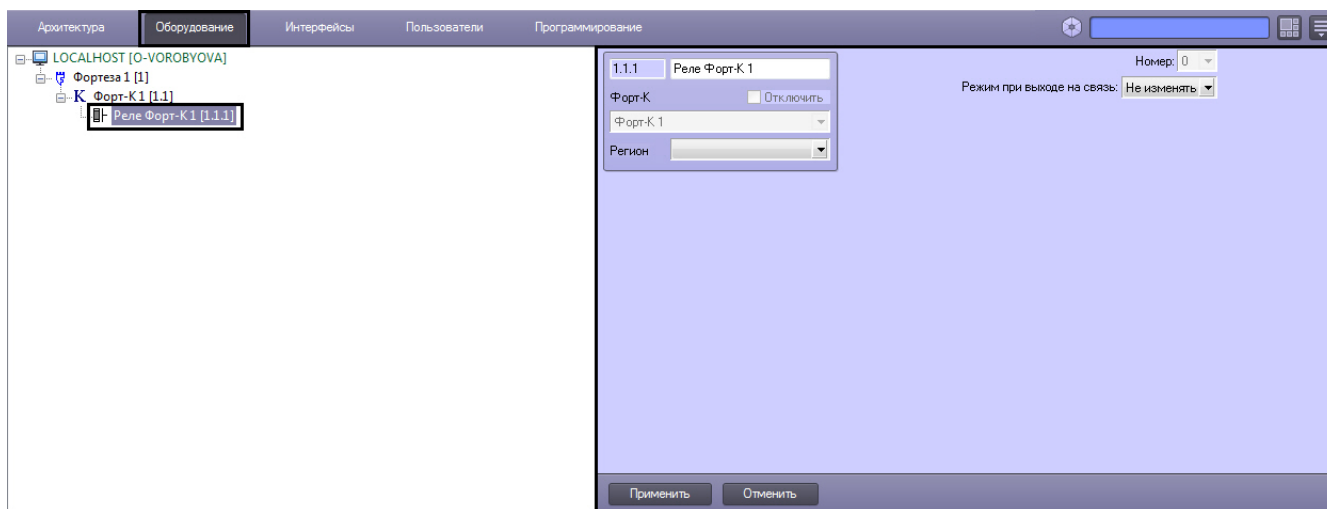 Архитектура Оборудование Интерфейсы Пользователи Программирование
LOCALHOST [O-VOROBYOVA]
Фортеза 1 [1]
K Форт-К 1 [1.1]
Реле Форт-К 1 [1.1.1]
1.1.1 Реле Форт-К 1
Форт-К Отключить
Форт-К 1
Регион
Номер: 0
Режим при выходе на связь: Не изменять
Применить Отменить